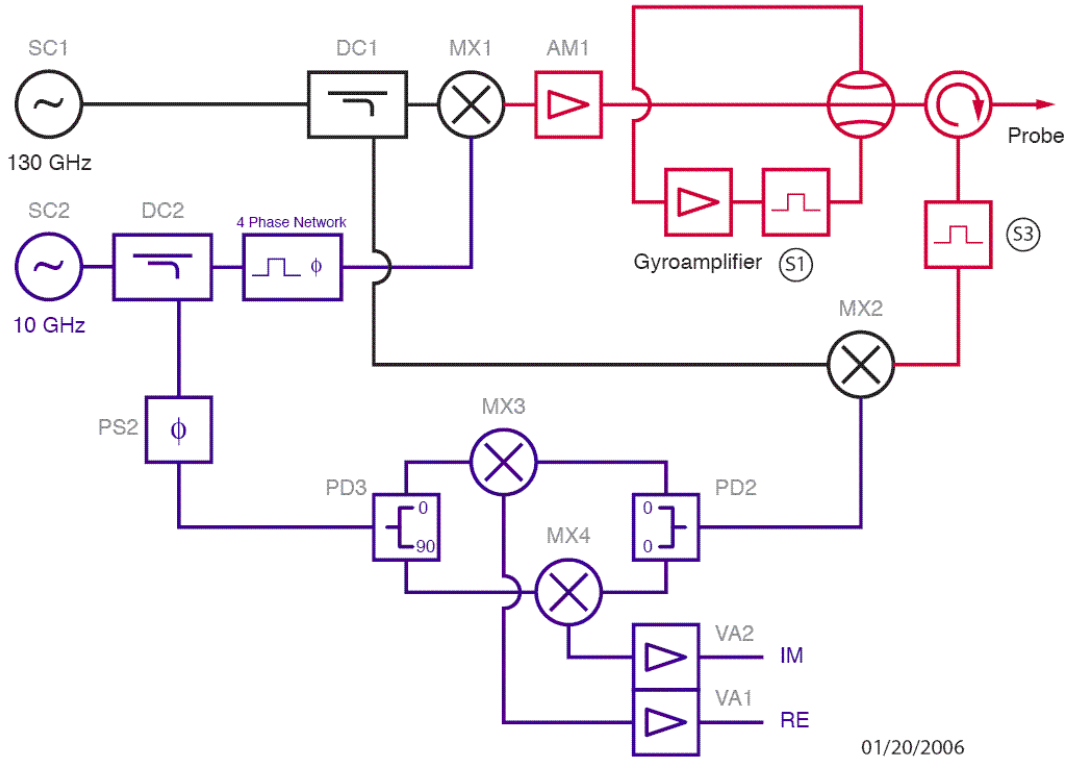 SC1
DC1
MX1
AM1
130 GHz
Probe
SC2
DC2
4 Phase Network
ϕ
10 GHz
Gyroamplifier
S1
S3
MX2
PS2
ϕ
MX3
PD3
0
90
PD2
0
0
MX4
VA2
IM
VA1
RE
01/20/2006